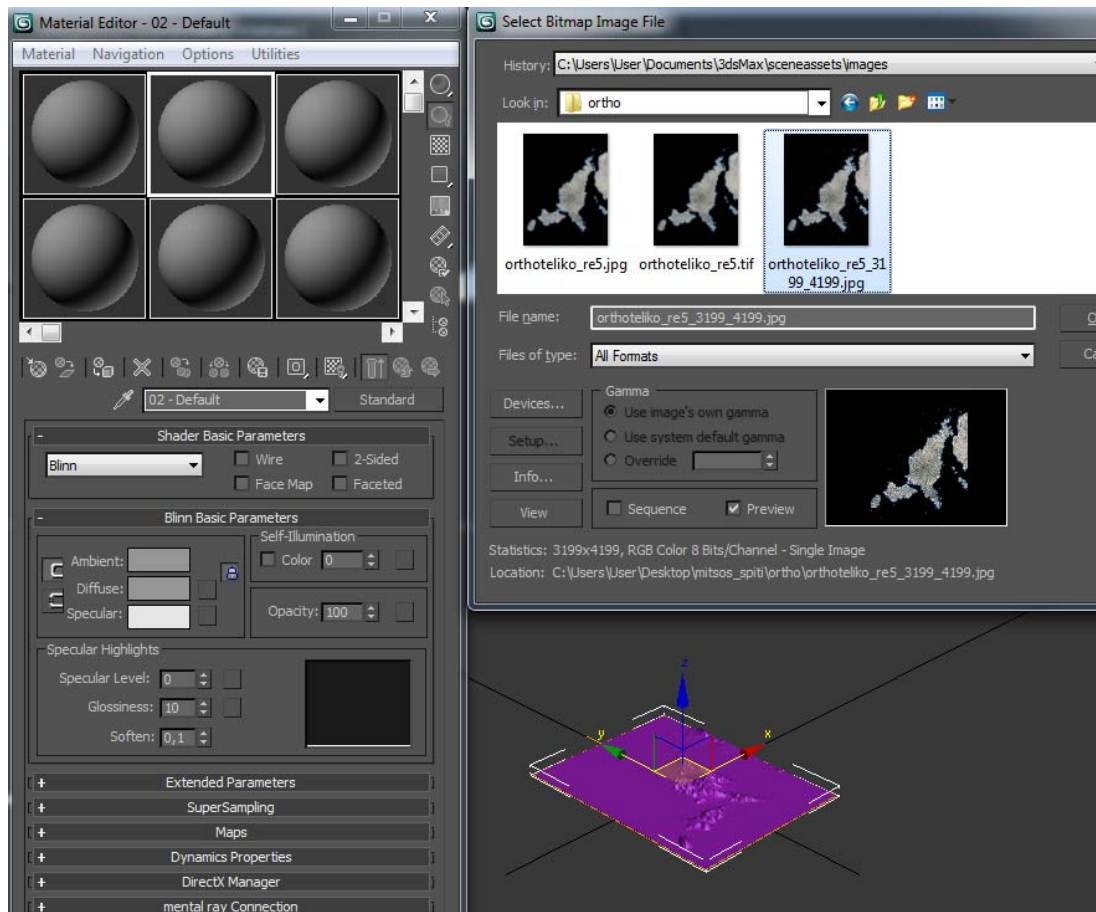 Material Editor - 02 - Default
Material Navigation Options Utilities
02 - Default
Standard
Shader Basic Parameters
Blinn
Wire
2-Sided
Face Map
Faceted
Blinn Basic Parameters
Self-Illumination
Ambient:
Color 0
Diffuse:
Specular:
Opacity: 100
Specular Highlights
Specular Level: 0
Glossiness: 10
Soften: 0,1
Extended Parameters
SuperSampling
Maps
Dynamics Properties
DirectX Manager
mental ray Connection
Select Bitmap Image File
History: C:\Users\User\Documents\3dsMax\sceneassets\images
Look in: ortho
orthoteliko_re5.jpg
orthoteliko_re5.tif
orthoteliko_re5_31
99_4199.jpg
File name: orthoteliko_re5_3199_4199.jpg
Files of type: All Formats
Devices...
Setup...
Info...
View
Gamma
Use image's own gamma
Use system default gamma
Override
Sequence
Preview
Statistics: 3199x4199, RGB Color 8 Bits/Channel - Single Image
Location: C:\Users\User\Desktop\mitsos_spiti\ortho\orthoteliko_re5_3199_4199.jpg
z
y
x